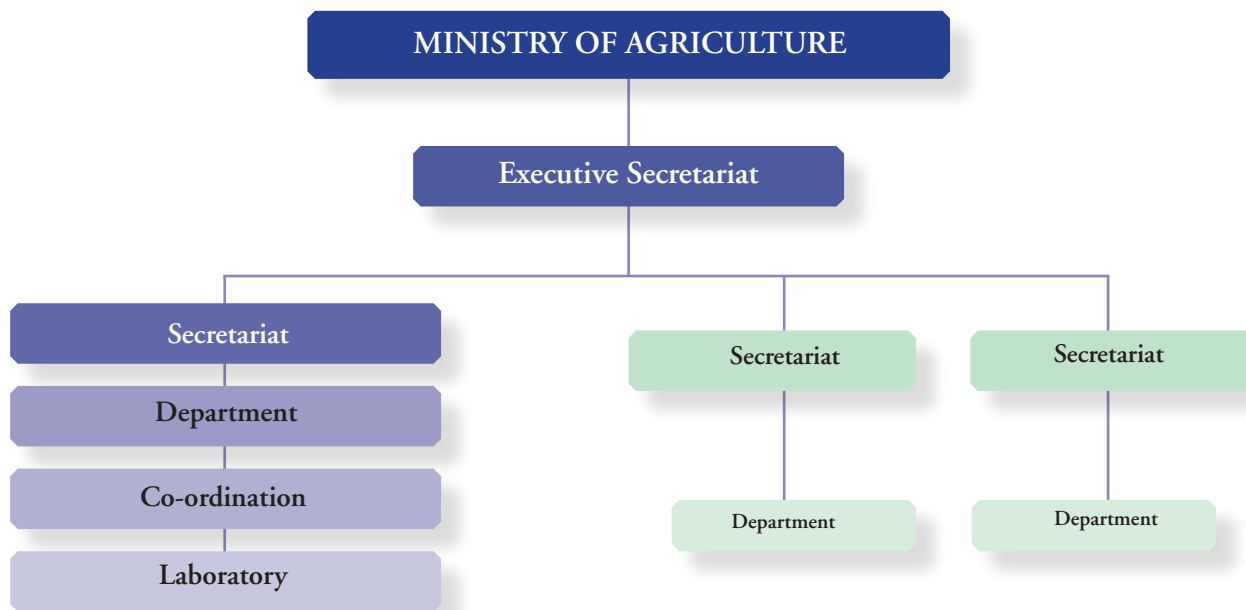 MINISTRY OF AGRICULTURE
Executive Secretariat
Secretariat
Secretariat
Secretariat
Department
Co-ordination
Laboratory
Department
Department